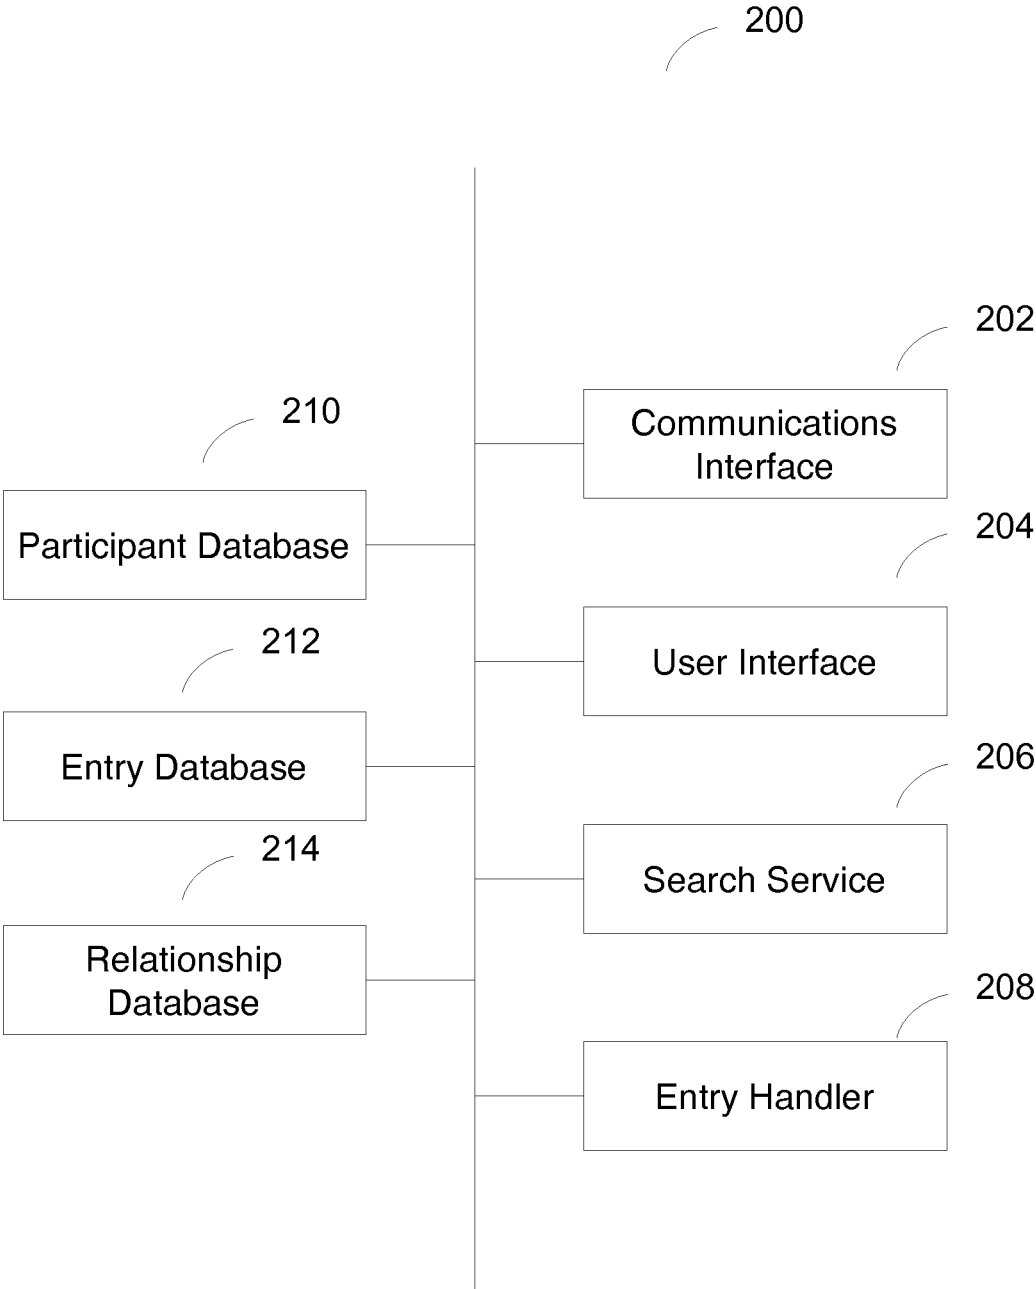 200
202
Communications
Interface
210
Participant Database
204
User Interface
212
Entry Database
206
Search Service
214
Relationship
Database
208
Entry Handler